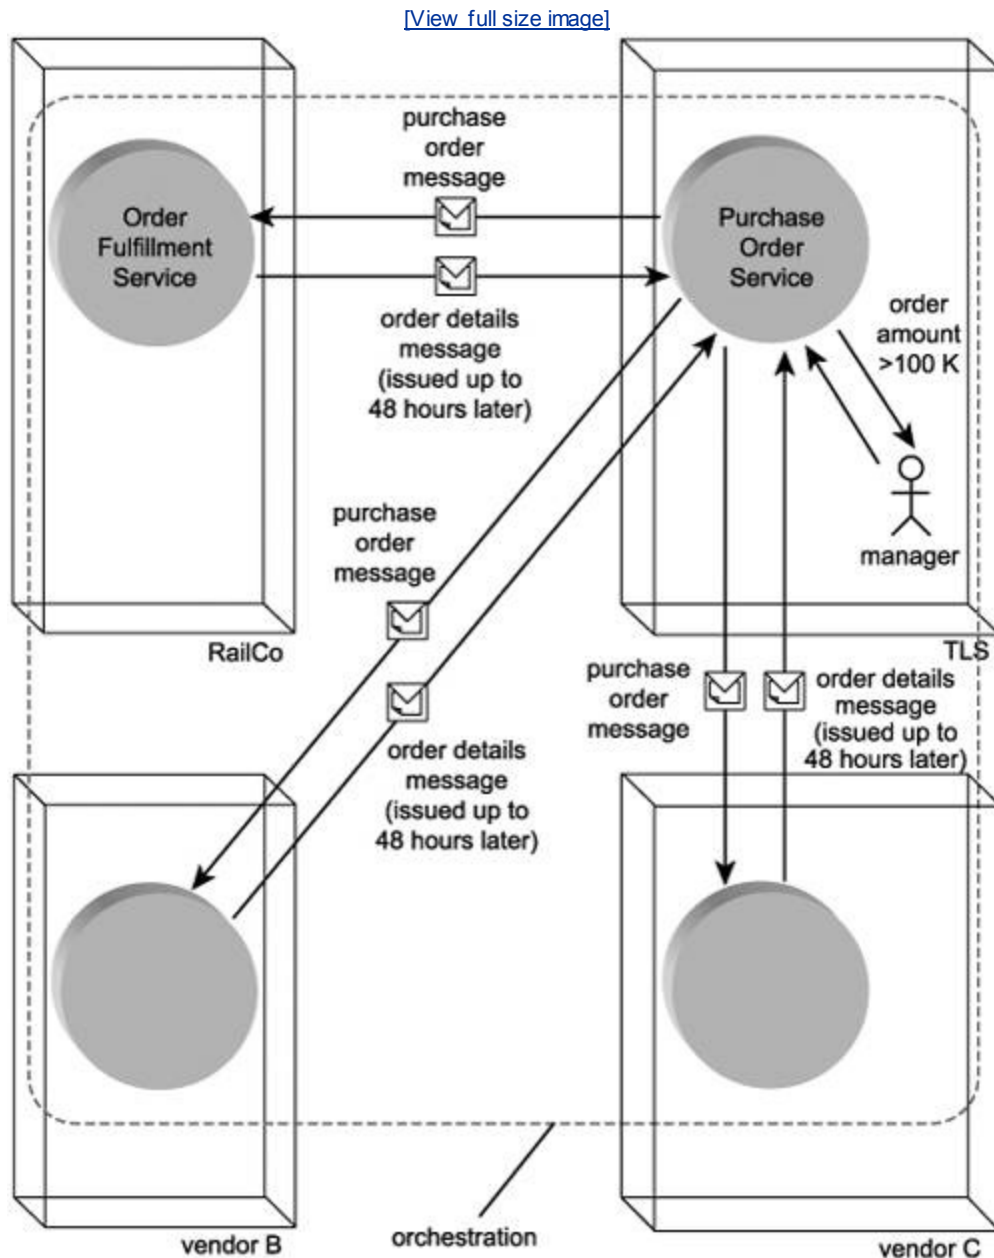 [View full size image]
purchase
order
message
Order
Fulfillment
Service
Purchase
Order
Service
order details
message
(issued up to
48 hours later)
order
amount
>100 K
manager
purchase
order
message
RailCo
TLS
purchase
order
message
order details
message
(issued up to
48 hours later)
order details
message
(issued up to
48 hours later)
orchestration
vendor B
vendor C